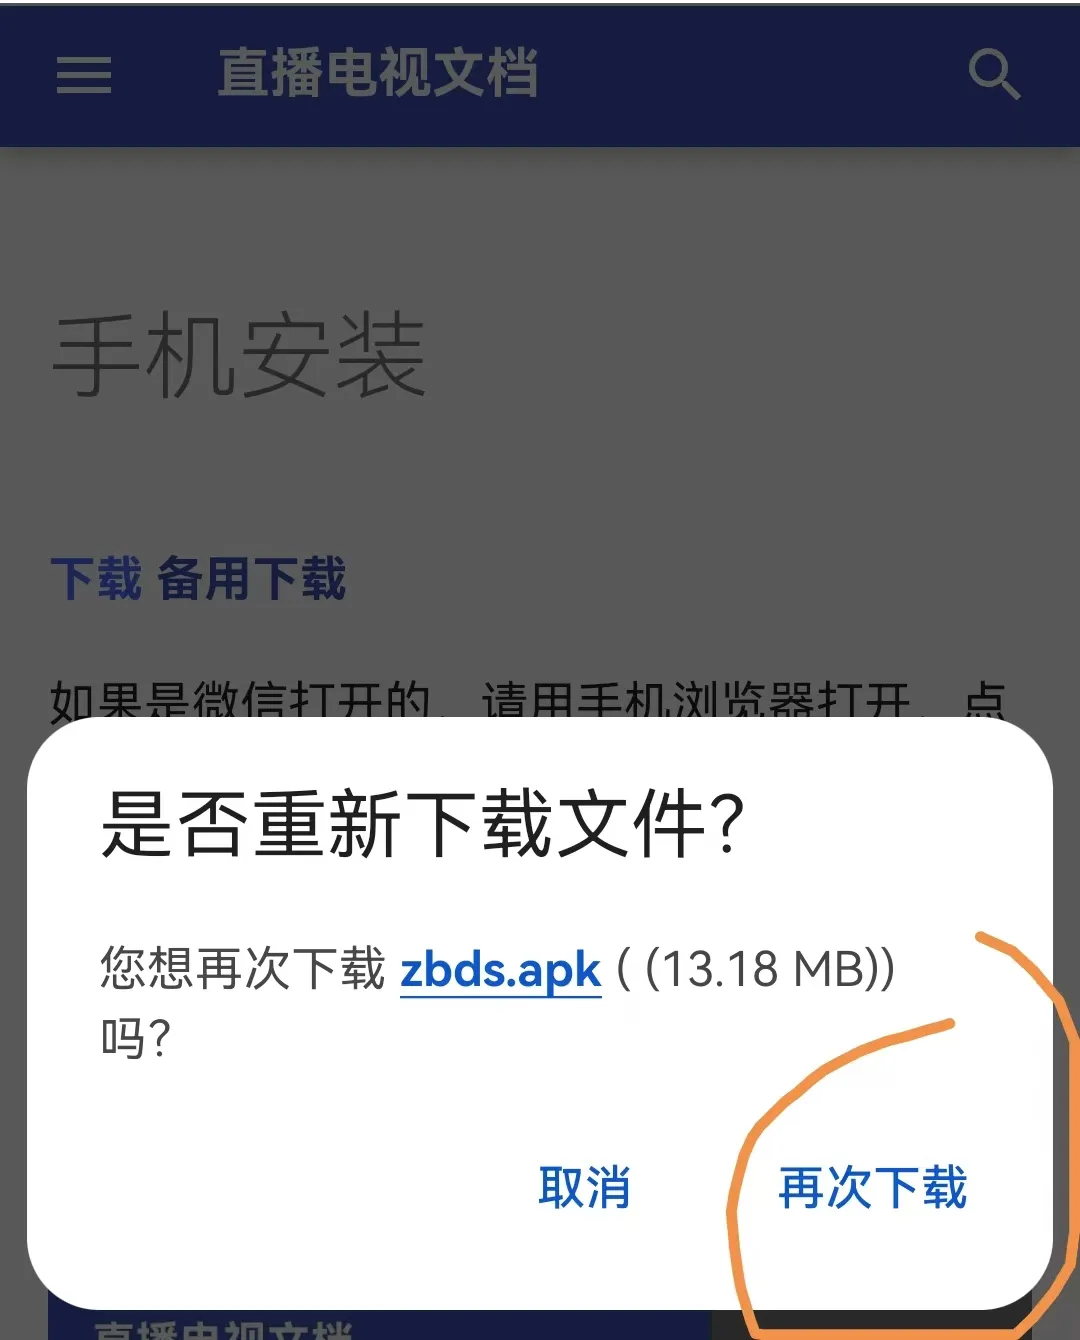 直播电视文档
手机安装
下载 备用下载
如果是微信打开的，请用手机浏览器打开，点
是否重新下载文件？
您想再次下载 zbds.apk ( (13.18 MB))
吗？
取消 再次下载
直播电视文档